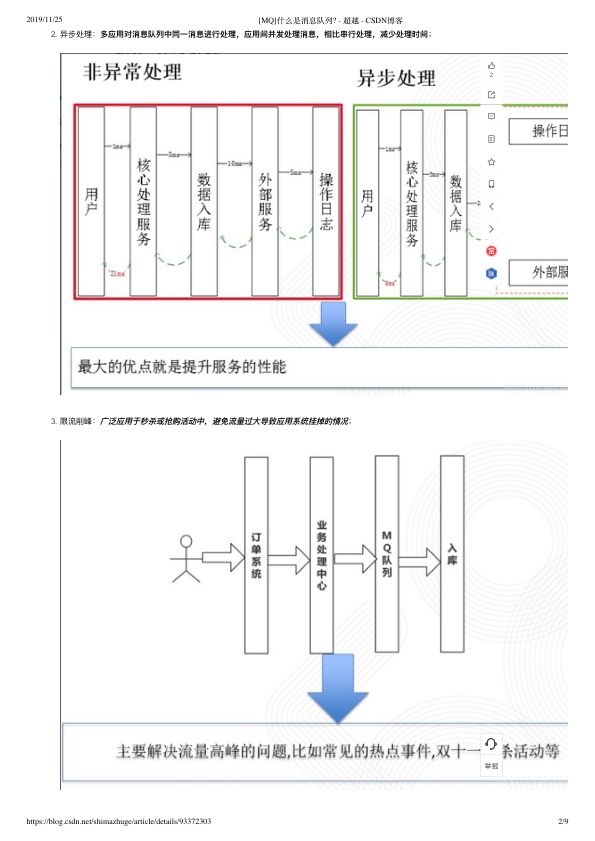 2019/11/25
[MQ]什么是消息队列? - 超越 - CSDN博客
2. 异步处理：多应用对消息队列中同一消息进行处理，应用间并发处理消息，相比串行处理，减少处理时间；
非异常处理
异步处理
用户
1ms
核心处理服务
5ms
数据入库
10ms
外部服务
5ms
操作日志
21ms
用户
1ms
核心处理服务
5ms
数据入库
操作日
外部服
2
赏
最大的优点就是提升服务的性能
3. 限流削峰：广泛应用于秒杀或抢购活动中，避免流量过大导致应用系统挂掉的情况；
订单系统
业务处理中心
MQ队列
入库
主要解决流量高峰的问题,比如常见的热点事件,双十一
杀活动等
举报
https://blog.csdn.net/shimazhuge/article/details/93372303
2/9